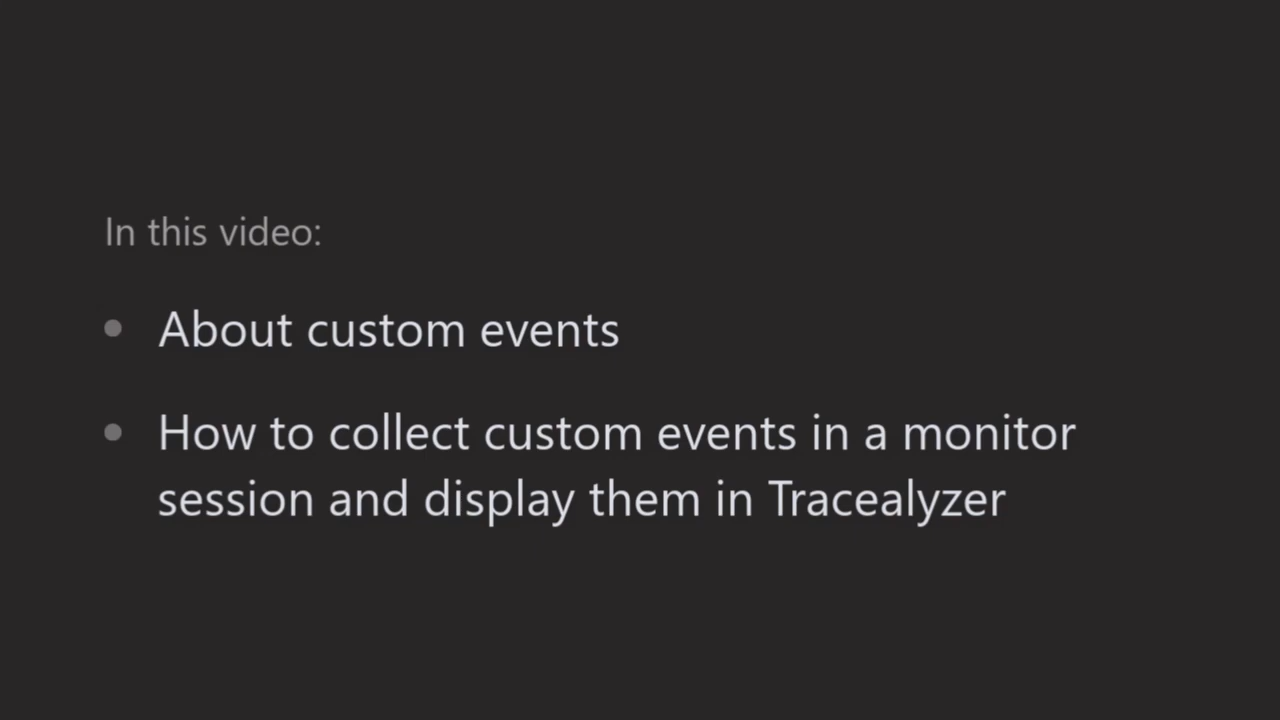 In this video:
• About custom events
• How to collect custom events in a monitor
session and display them in Tracealyzer